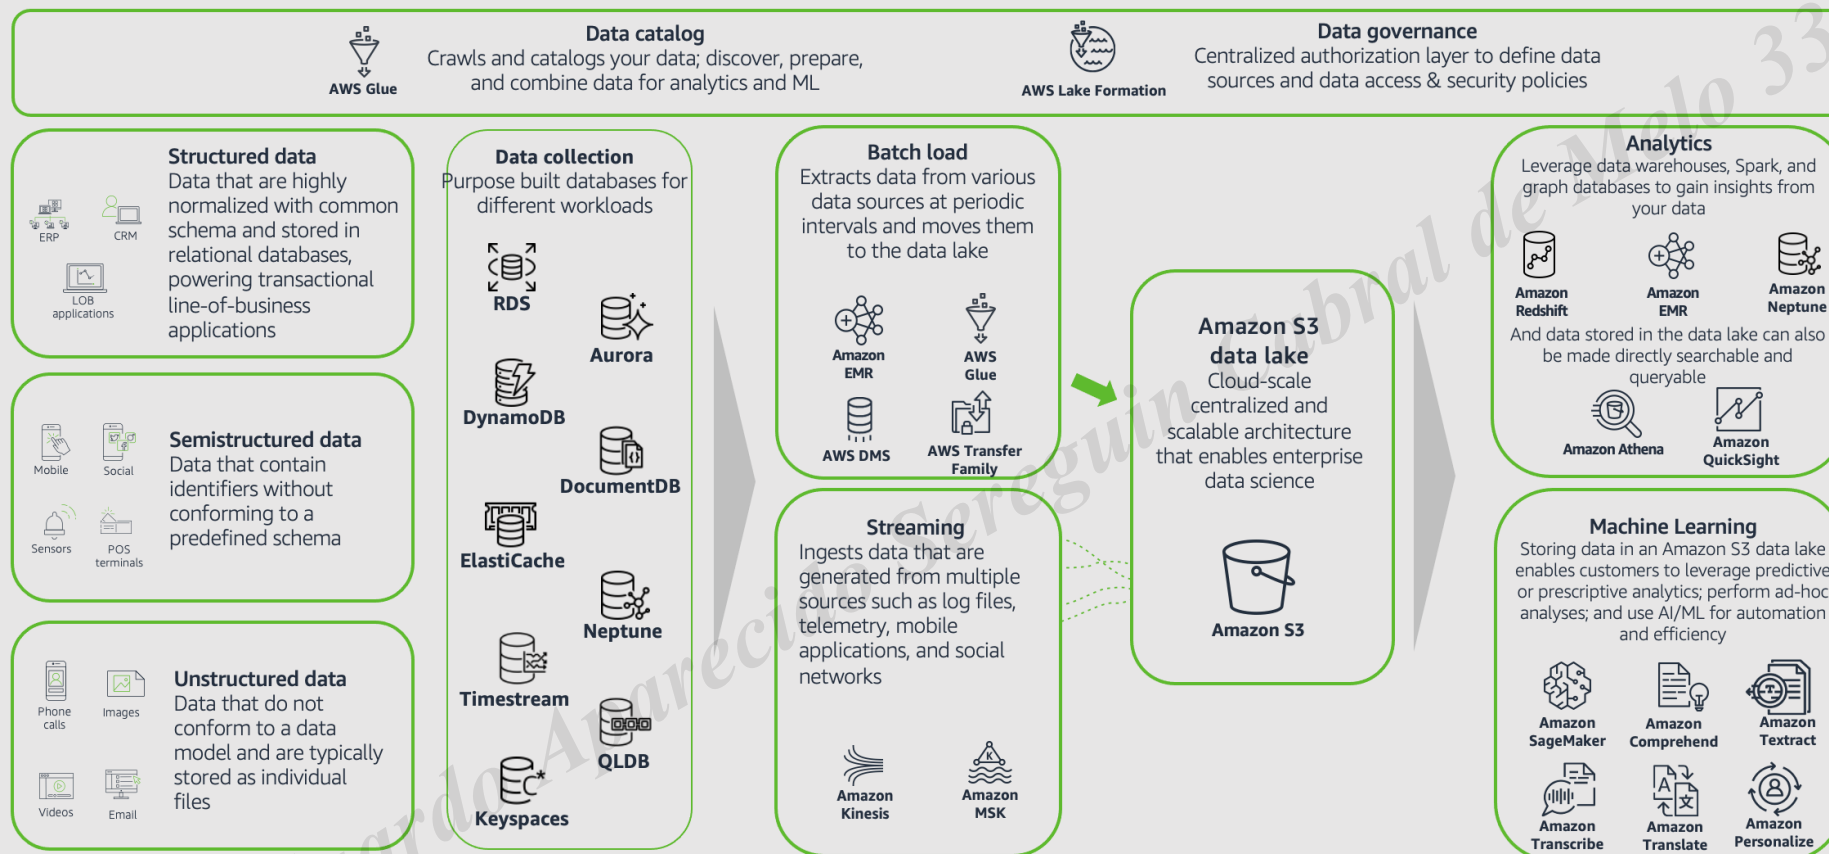 Data catalog
Crawls and catalogs your data; discover, prepare,
and combine data for analytics and ML
AWS Glue
Data governance
Centralized authorization layer to define data
sources and data access & security policies
AWS Lake Formation
Structured data
Data that are highly
normalized with common
schema and stored in
relational databases,
powering transactional
line-of-business
applications
ERP
CRM
LOB
applications
Semistructured data
Data that contain
identifiers without
conforming to a
predefined schema
Mobile
Social
Sensors
POS
terminals
Unstructured data
Data that do not
conform to a data
model and are typically
stored as individual
files
Phone
calls
Images
Videos
Email
Data collection
Purpose built databases for
different workloads
RDS
Aurora
DynamoDB
DocumentDB
ElastiCache
Neptune
Timestream
QLDB
Keyspaces
Batch load
Extracts data from various
data sources at periodic
intervals and moves them
to the data lake
Amazon
EMR
AWS
Glue
AWS DMS
AWS Transfer
Family
Streaming
Ingests data that are
generated from multiple
sources such as log files,
telemetry, mobile
applications, and social
networks
Amazon
Kinesis
Amazon
MSK
Amazon S3
data lake
Cloud-scale
centralized and
scalable architecture
that enables enterprise
data science
Amazon S3
Analytics
Leverage data warehouses, Spark, and
graph databases to gain insights from
your data
Amazon
Redshift
Amazon
EMR
Amazon
Neptune
And data stored in the data lake can also
be made directly searchable and
queryable
Amazon Athena
Amazon
QuickSight
Machine Learning
Storing data in an Amazon S3 data lake
enables customers to leverage predictive
or prescriptive analytics; perform ad-hoc
analyses; and use AI/ML for automation
and efficiency
Amazon
SageMaker
Amazon
Comprehend
Amazon
Textract
Amazon
Transcribe
Amazon
Translate
Amazon
Personalize
ardo Aparecido Sereguin Cabral de Melo 33